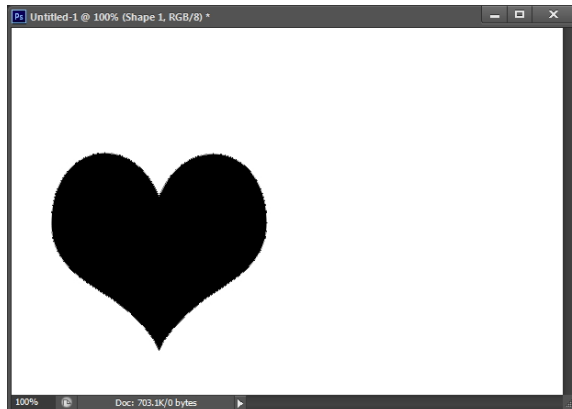 Ps Untitled-1 @ 100% (Shape 1, RGB/8) *
100% Doc: 703.1K/0 bytes